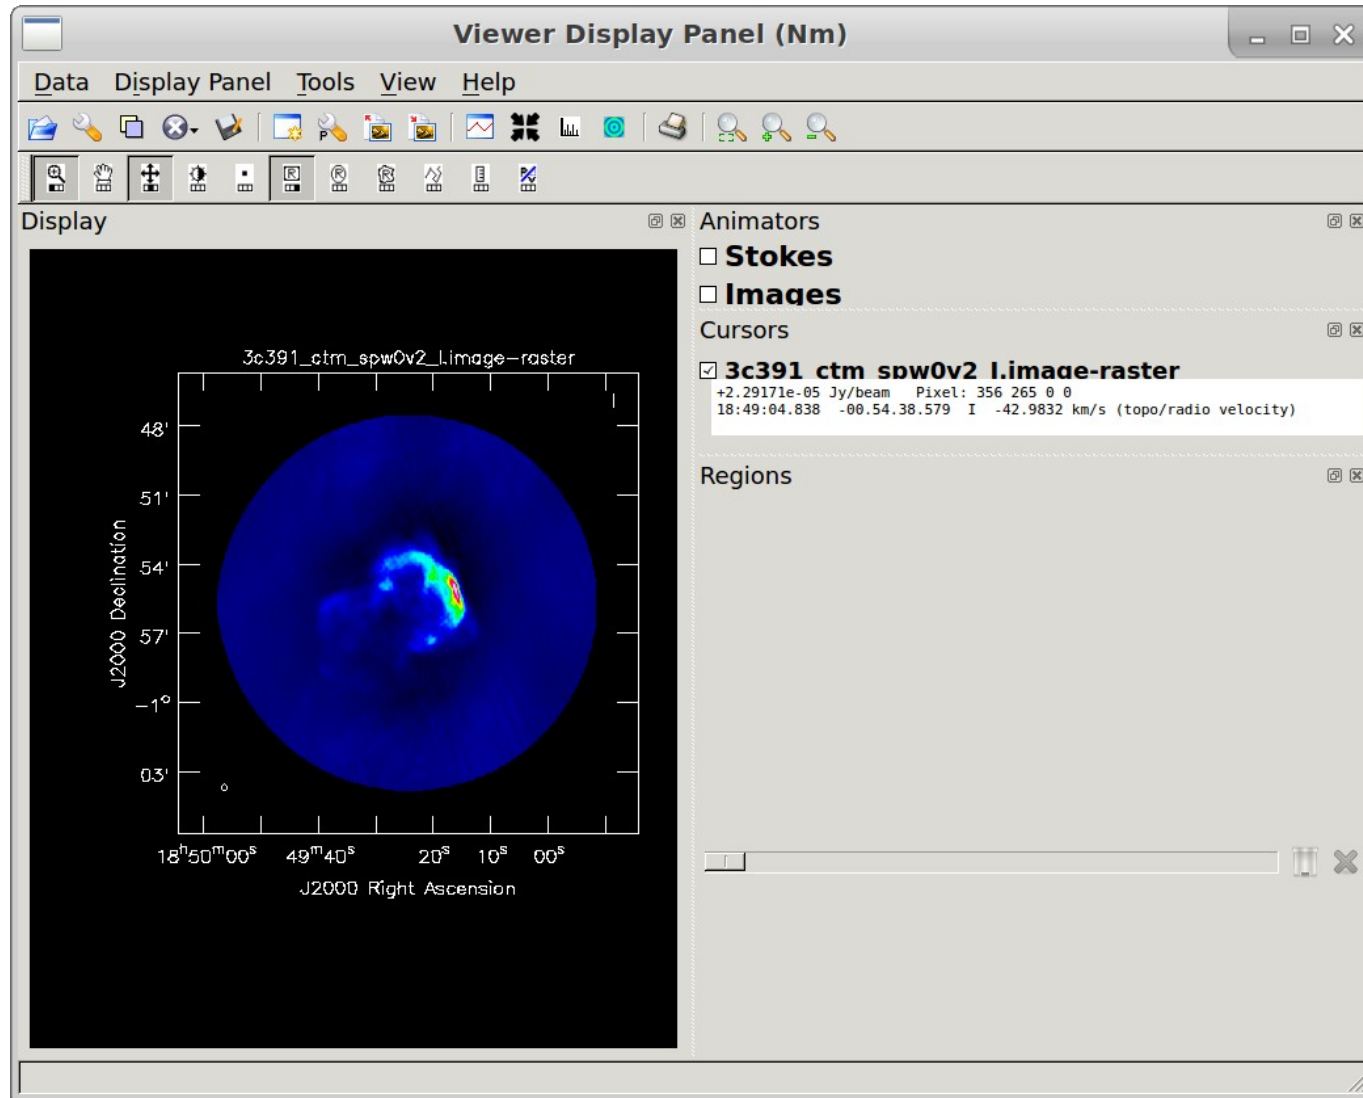 Viewer Display Panel (Nm)
Data Display Panel Tools View Help
Display
3c391_ctm_spw0v2_I.image-raster
48'
51'
54'
57'
-1°
03'
J2000 Declination
18ʰ50ᵐ00ˢ 49ᵐ40ˢ 20ˢ 10ˢ 00ˢ
J2000 Right Ascension
Animators
Stokes
Images
Cursors
3c391_ctm_spw0v2_I.image-raster
+2.29171e-05 Jy/beam Pixel: 356 265 0 0
18:49:04.838 -00.54.38.579 I -42.9832 km/s (topo/radio velocity)
Regions